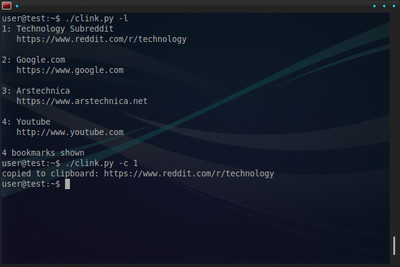 user@test:~$ ./clink.py -l
1: Technology Subreddit
   https://www.reddit.com/r/technology

2: Google.com
   https://www.google.com

3: Arstechnica
   https://www.arstechnica.net

4: Youtube
   http://www.youtube.com

4 bookmarks shown
user@test:~$ ./clink.py -c 1
copied to clipboard: https://www.reddit.com/r/technology
user@test:~$